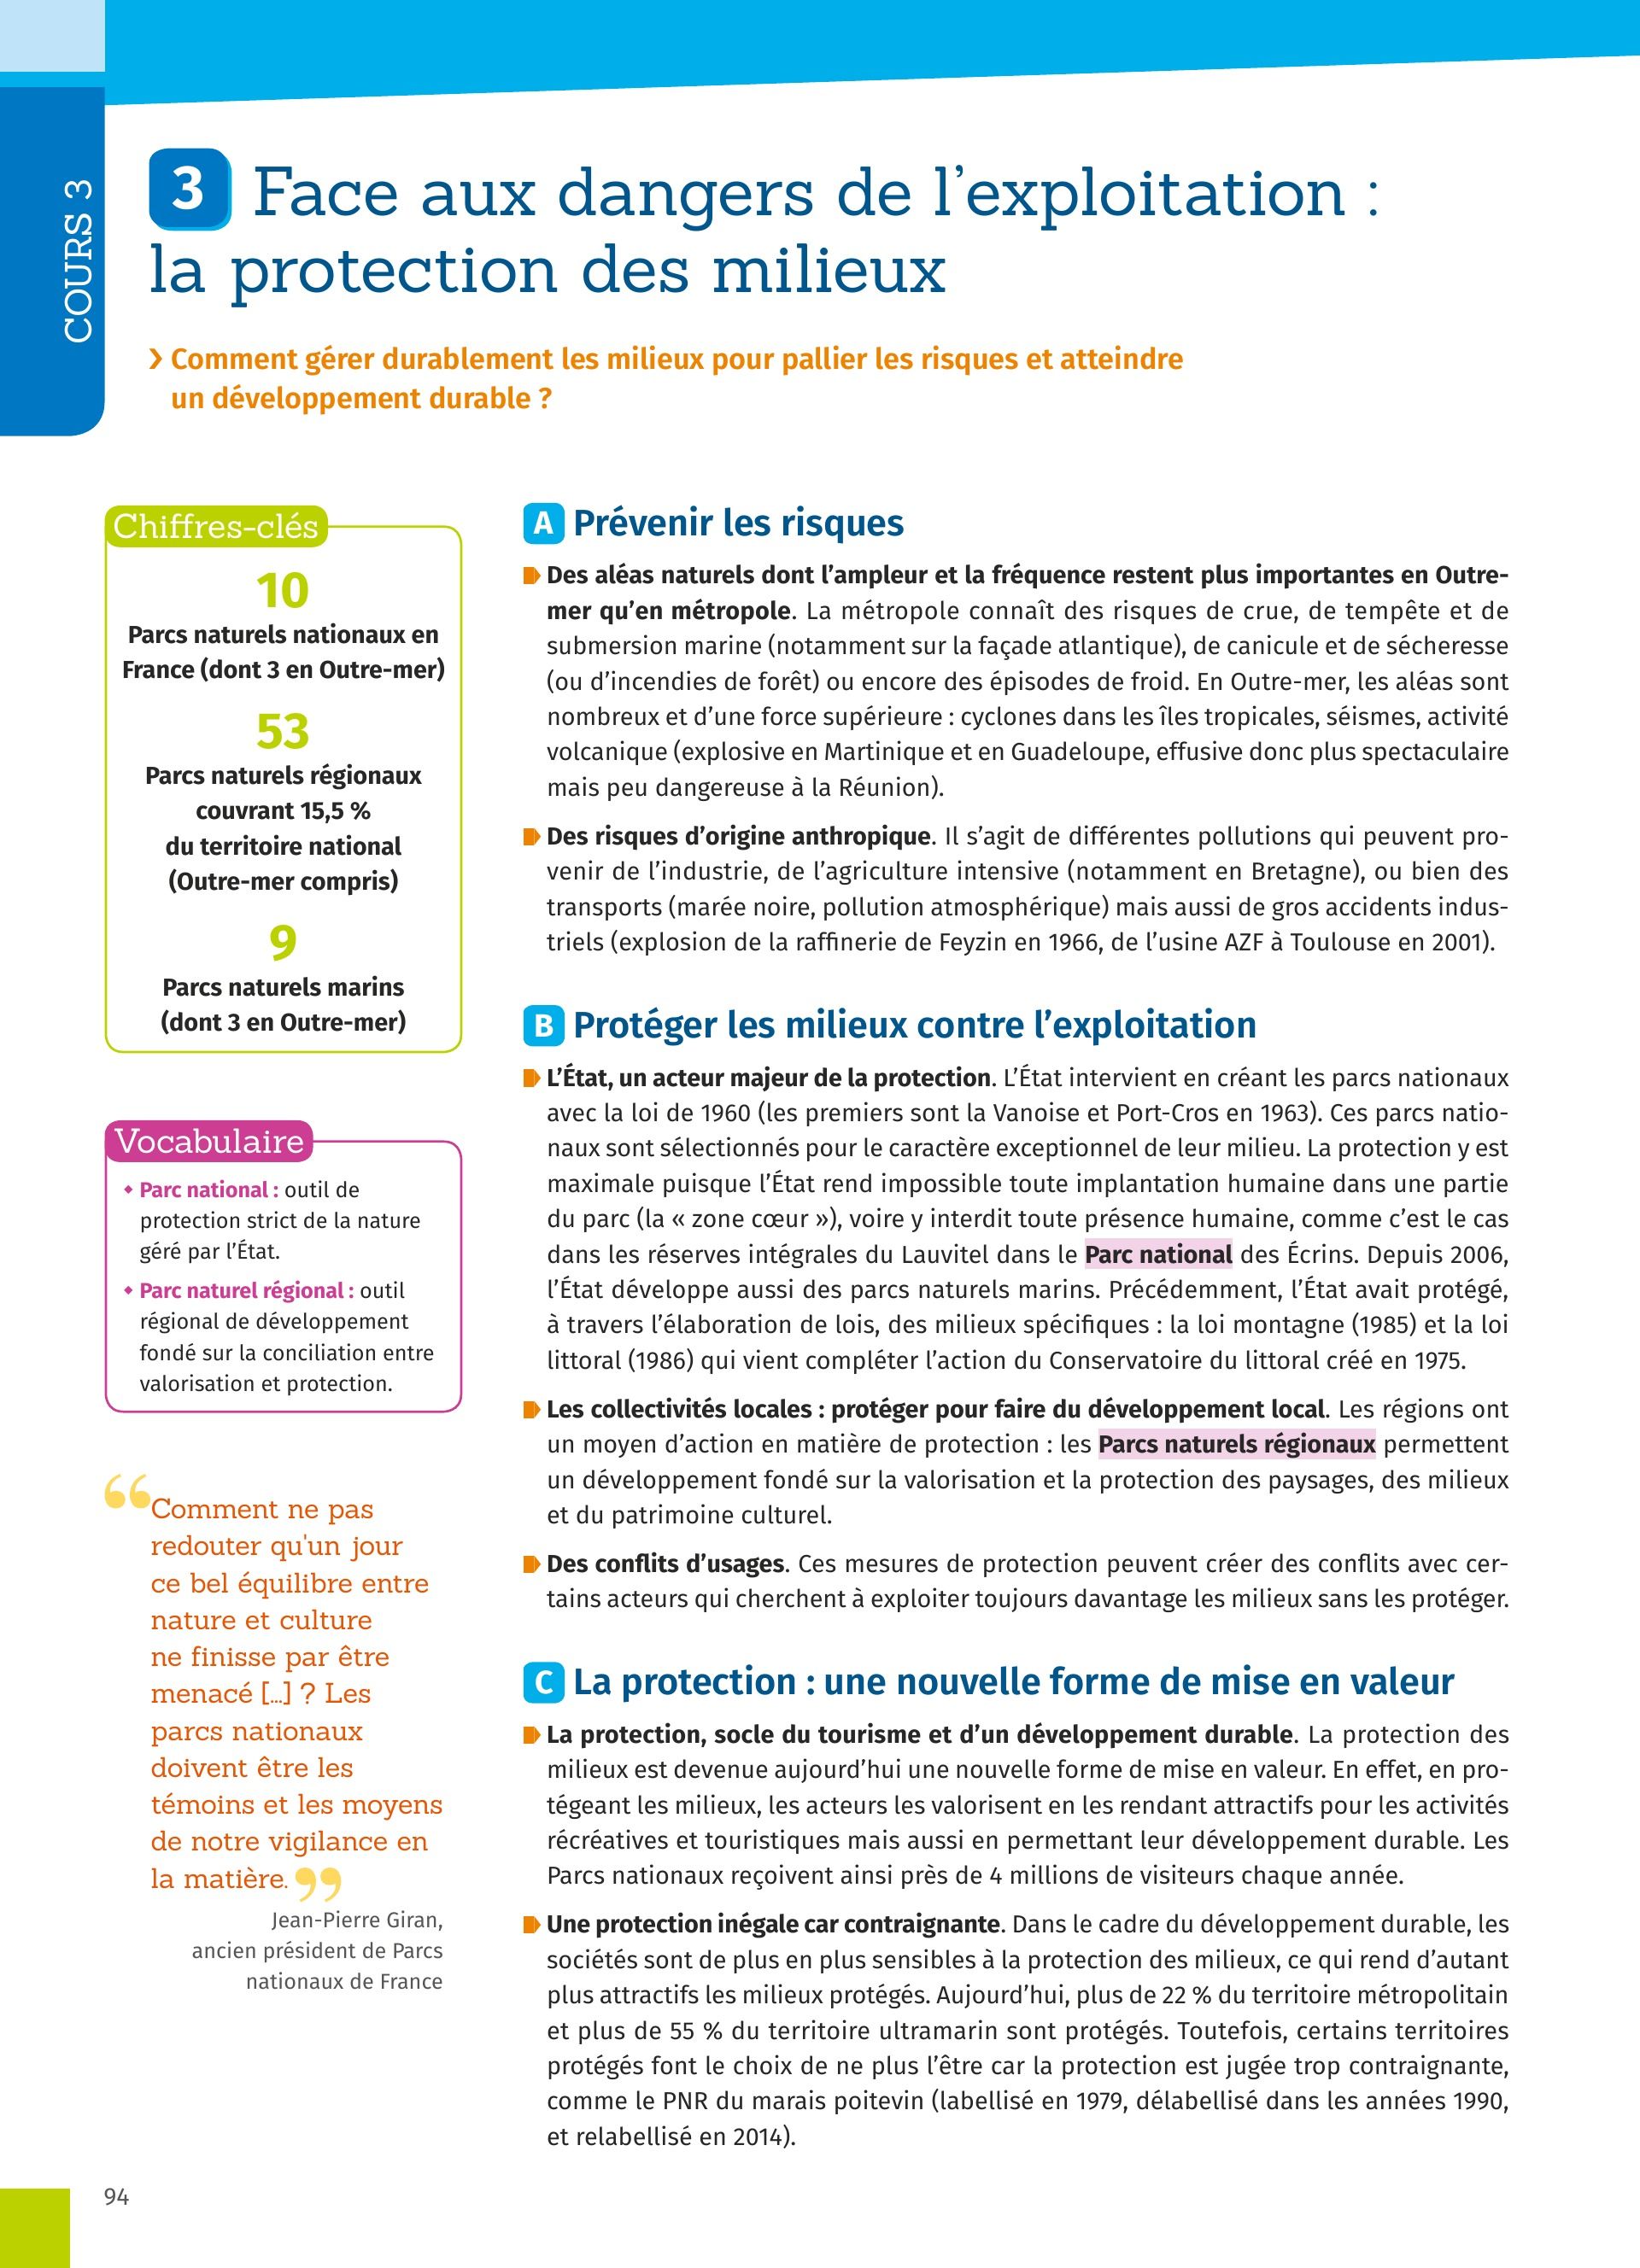 COURS 3
3 Face aux dangers de l’exploitation :
la protection des milieux
❯ Comment gérer durablement les milieux pour pallier les risques et atteindre
un développement durable ?
Chiffres-clés
10
Parcs naturels nationaux en
France (dont 3 en Outre-mer)
53
Parcs naturels régionaux
couvrant 15,5 %
du territoire national
(Outre-mer compris)
9
Parcs naturels marins
(dont 3 en Outre-mer)
Vocabulaire
• Parc national : outil de
protection strict de la nature
géré par l’État.
• Parc naturel régional : outil
régional de développement
fondé sur la conciliation entre
valorisation et protection.
“Comment ne pas
redouter qu'un jour
ce bel équilibre entre
nature et culture
ne finisse par être
menacé [...] ? Les
parcs nationaux
doivent être les
témoins et les moyens
de notre vigilance en
la matière.”
Jean-Pierre Giran,
ancien président de Parcs
nationaux de France
A Prévenir les risques
Des aléas naturels dont l’ampleur et la fréquence restent plus importantes en Outre-
mer qu’en métropole. La métropole connaît des risques de crue, de tempête et de
submersion marine (notamment sur la façade atlantique), de canicule et de sécheresse
(ou d’incendies de forêt) ou encore des épisodes de froid. En Outre-mer, les aléas sont
nombreux et d’une force supérieure : cyclones dans les îles tropicales, séismes, activité
volcanique (explosive en Martinique et en Guadeloupe, effusive donc plus spectaculaire
mais peu dangereuse à la Réunion).
Des risques d’origine anthropique. Il s’agit de différentes pollutions qui peuvent pro-
venir de l’industrie, de l’agriculture intensive (notamment en Bretagne), ou bien des
transports (marée noire, pollution atmosphérique) mais aussi de gros accidents indus-
triels (explosion de la raffinerie de Feyzin en 1966, de l’usine AZF à Toulouse en 2001).
B Protéger les milieux contre l’exploitation
L’État, un acteur majeur de la protection. L’État intervient en créant les parcs nationaux
avec la loi de 1960 (les premiers sont la Vanoise et Port-Cros en 1963). Ces parcs natio-
naux sont sélectionnés pour le caractère exceptionnel de leur milieu. La protection y est
maximale puisque l’État rend impossible toute implantation humaine dans une partie
du parc (la « zone cœur »), voire y interdit toute présence humaine, comme c’est le cas
dans les réserves intégrales du Lauvitel dans le Parc national des Écrins. Depuis 2006,
l’État développe aussi des parcs naturels marins. Précédemment, l’État avait protégé,
à travers l’élaboration de lois, des milieux spécifiques : la loi montagne (1985) et la loi
littoral (1986) qui vient compléter l’action du Conservatoire du littoral créé en 1975.
Les collectivités locales : protéger pour faire du développement local. Les régions ont
un moyen d’action en matière de protection : les Parcs naturels régionaux permettent
un développement fondé sur la valorisation et la protection des paysages, des milieux
et du patrimoine culturel.
Des conflits d’usages. Ces mesures de protection peuvent créer des conflits avec cer-
tains acteurs qui cherchent à exploiter toujours davantage les milieux sans les protéger.
C La protection : une nouvelle forme de mise en valeur
La protection, socle du tourisme et d’un développement durable. La protection des
milieux est devenue aujourd’hui une nouvelle forme de mise en valeur. En effet, en pro-
tégeant les milieux, les acteurs les valorisent en les rendant attractifs pour les activités
récréatives et touristiques mais aussi en permettant leur développement durable. Les
Parcs nationaux reçoivent ainsi près de 4 millions de visiteurs chaque année.
Une protection inégale car contraignante. Dans le cadre du développement durable, les
sociétés sont de plus en plus sensibles à la protection des milieux, ce qui rend d’autant
plus attractifs les milieux protégés. Aujourd’hui, plus de 22 % du territoire métropolitain
et plus de 55 % du territoire ultramarin sont protégés. Toutefois, certains territoires
protégés font le choix de ne plus l’être car la protection est jugée trop contraignante,
comme le PNR du marais poitevin (labellisé en 1979, délabellisé dans les années 1990,
et relabellisé en 2014).
94